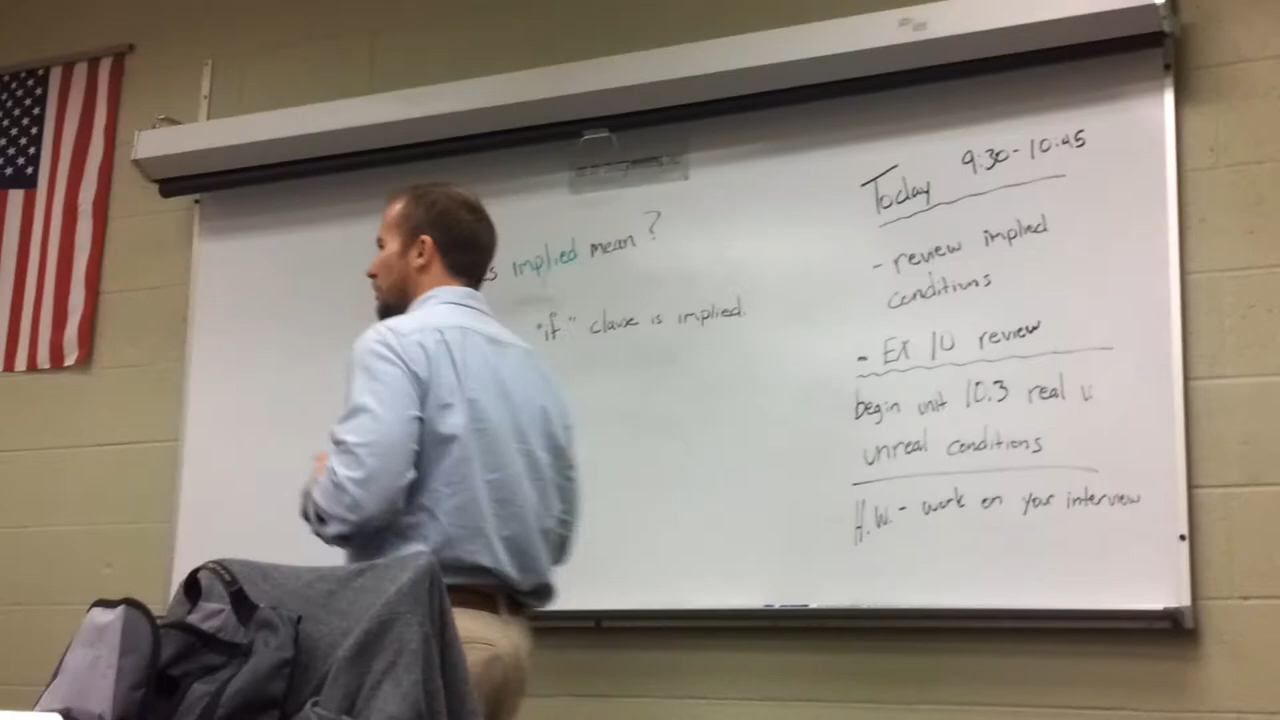 implied mean?
"if" clause is implied.
Today 9:30-10:45
- review implied
conditions
- Ex 10 review
begin unit 10.3 real
unreal conditions
H.W. - work on your interview